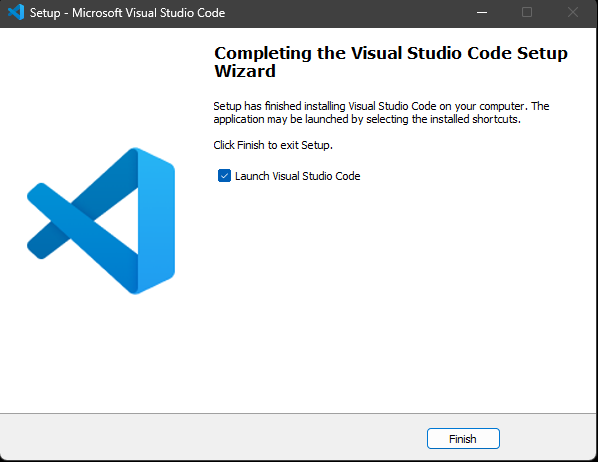 Setup - Microsoft Visual Studio Code
Completing the Visual Studio Code Setup
Wizard
Setup has finished installing Visual Studio Code on your computer. The
application may be launched by selecting the installed shortcuts.
Click Finish to exit Setup.
Launch Visual Studio Code
Finish